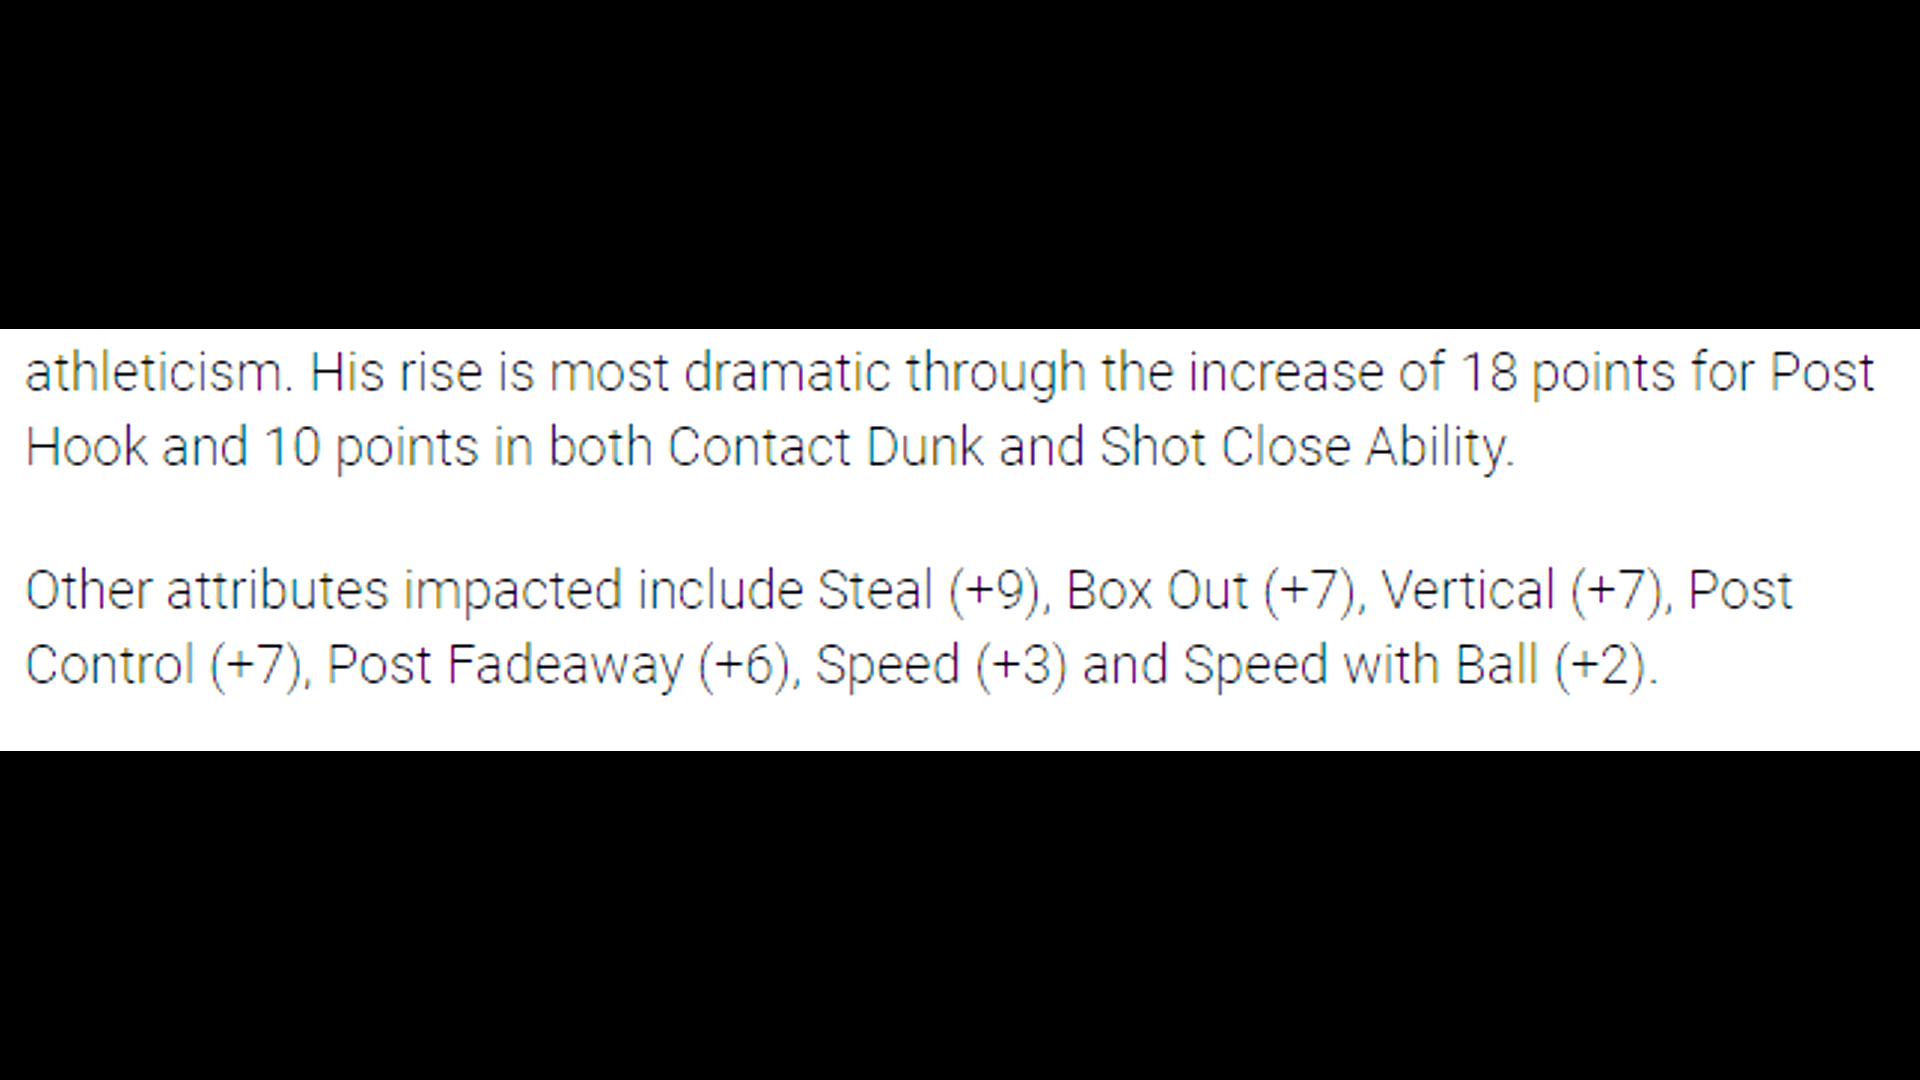 athleticism. His rise is most dramatic through the increase of 18 points for Post
Hook and 10 points in both Contact Dunk and Shot Close Ability.
Other attributes impacted include Steal (+9), Box Out (+7), Vertical (+7), Post
Control (+7), Post Fadeaway (+6), Speed (+3) and Speed with Ball (+2).